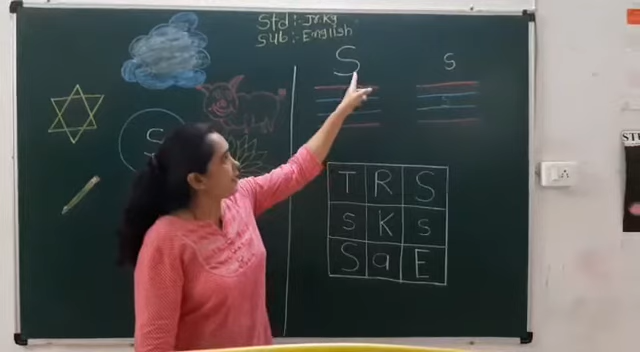 Std :- Jr.kg
Sub :- English
S s
S
T R S
s K s
S a E